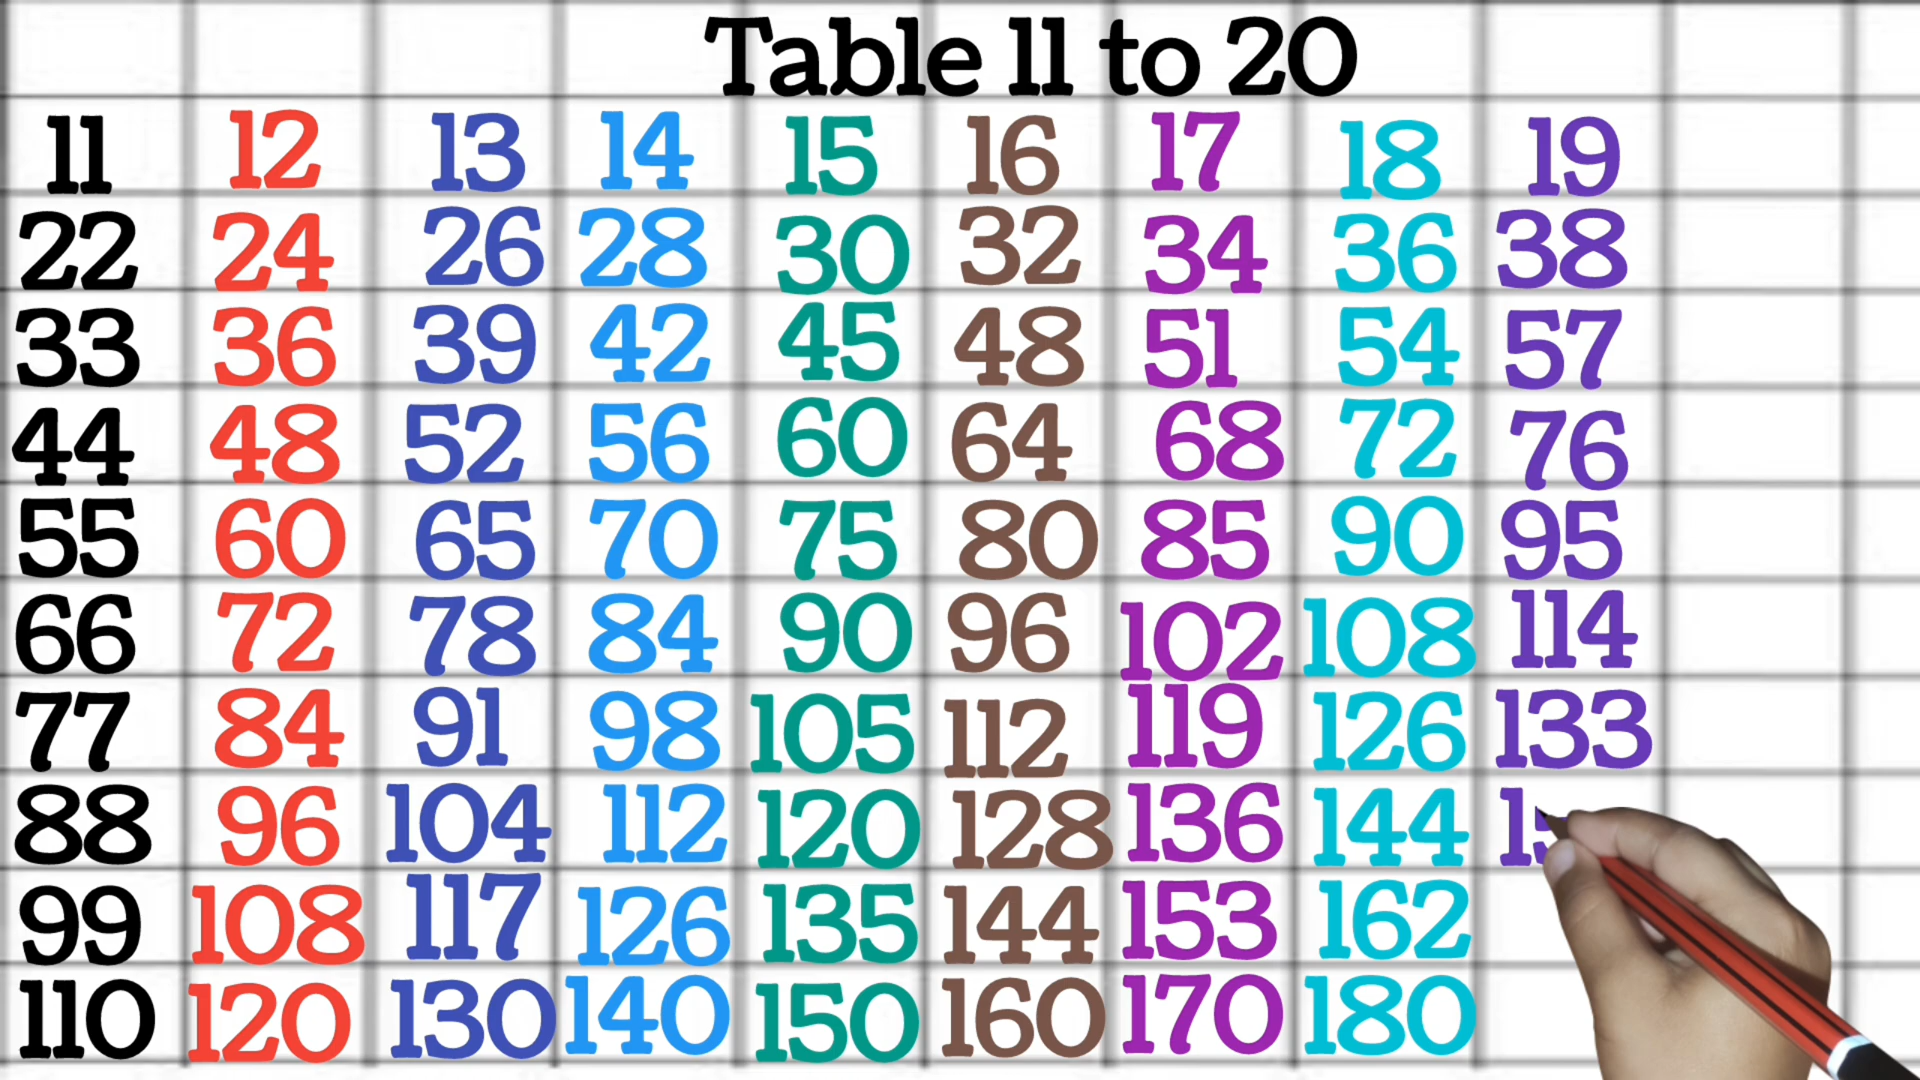 Table 11 to 20
11 12 13 14 15 16 17 18 19
22 24 26 28 30 32 34 36 38
33 36 39 42 45 48 51 54 57
44 48 52 56 60 64 68 72 76
55 60 65 70 75 80 85 90 95
66 72 78 84 90 96 102 108 114
77 84 91 98 105 112 119 126 133
88 96 104 112 120 128 136 144
99 108 117 126 135 144 153 162
110 120 130 140 150 160 170 180